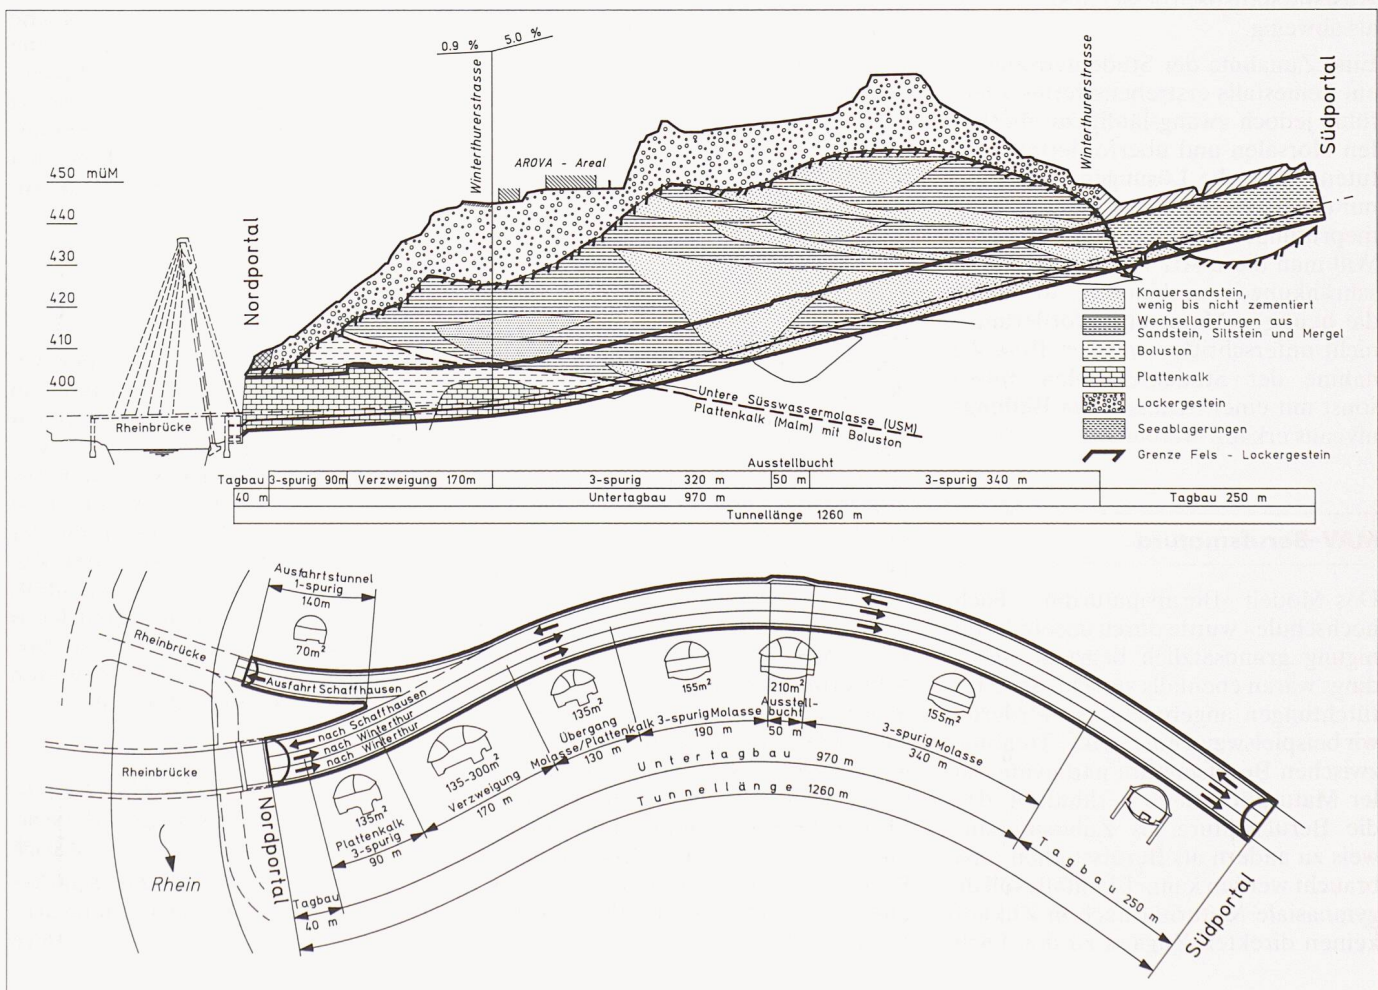 0.9 %
5.0 %
Winterthurerstrasse
AROVA - Areal
Winterthurerstrasse
Südportal
450 müM
440
430
420
410
400
Nordportal
Rheinbrücke
Untere Süsswassermolasse (USM)
Plattenkalk (Malm) mit Boluston
Knauersandstein,
wenig bis nicht zementiert
Wechsellagerungen aus
Sandstein, Siltstein und Mergel
Boluston
Plattenkalk
Lockergestein
Seeablagerungen
Grenze Fels - Lockergestein
Ausstellbucht
Tagbau
3-spurig 90m
Verzweigung 170m
3-spurig 320 m
50 m
3-spurig 340 m
40 m
Untertagbau 970 m
Tagbau 250 m
Tunnellänge 1260 m
Ausfahrtstunnel
1-spurig
140m
70m²
Rheinbrücke
Ausfahrt Schaffhausen
nach Schaffhausen
nach Winterthur
nach Winterthur
Rheinbrücke
Nordportal
Rhein
135m²
Plattenkalk
3-spurig
90 m
Tagbau
40 m
135-300m²
Verzweigung
170 m
135m²
Übergang
Molasse/Plattenkalk
130 m
155m²
3-spurig Molasse
190 m
210m²
Ausstell-
bucht
50 m
155m²
3-spurig Molasse
340 m
Untertagbau 970 m
Tunnellänge 1260 m
Tagbau 250 m
Südportal